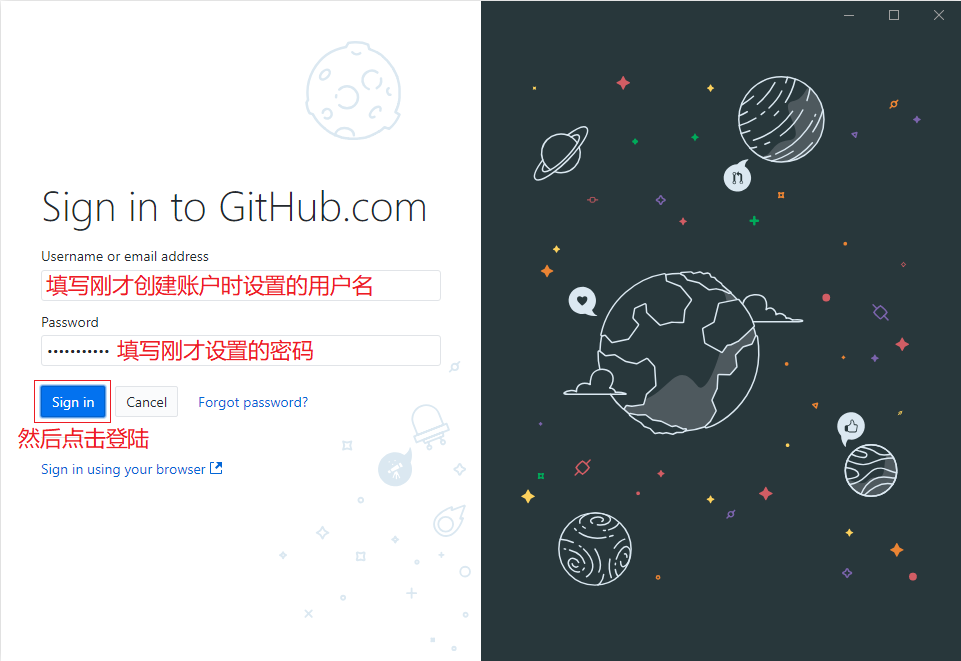 Sign in to GitHub.com
Username or email address
填写刚才创建账户时设置的用户名
Password
••••••••••• 填写刚才设置的密码
Sign in Cancel Forgot password?
然后点击登陆
Sign in using your browser